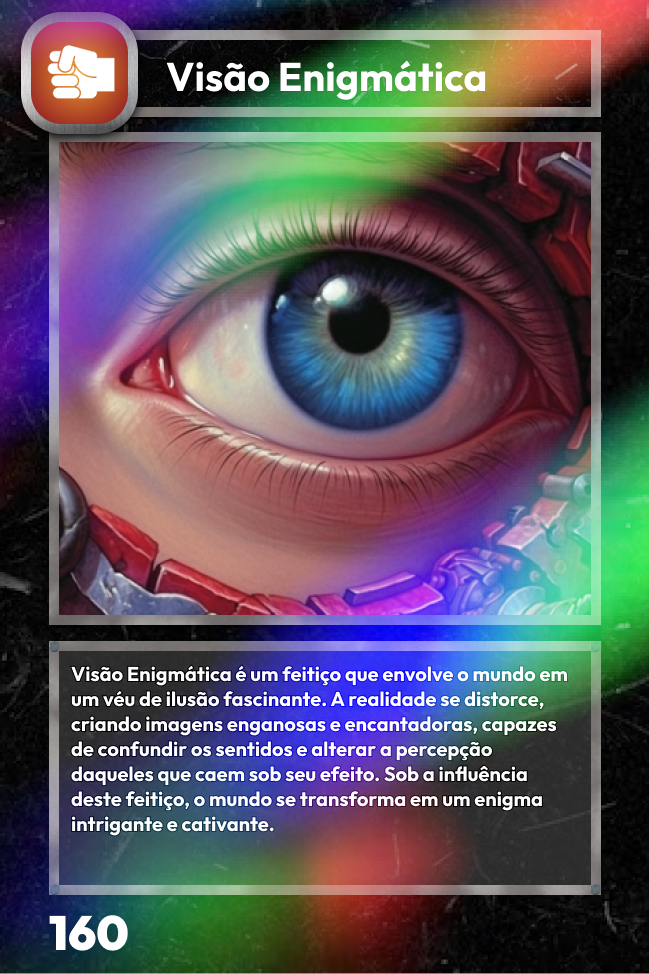 Visão Enigmática
Visão Enigmática é um feitiço que envolve o mundo em
um véu de ilusão fascinante. A realidade se distorce,
criando imagens enganosas e encantadoras, capazes
de confundir os sentidos e alterar a percepção
daqueles que caem sob seu efeito. Sob a influência
deste feitiço, o mundo se transforma em um enigma
intrigante e cativante.
160